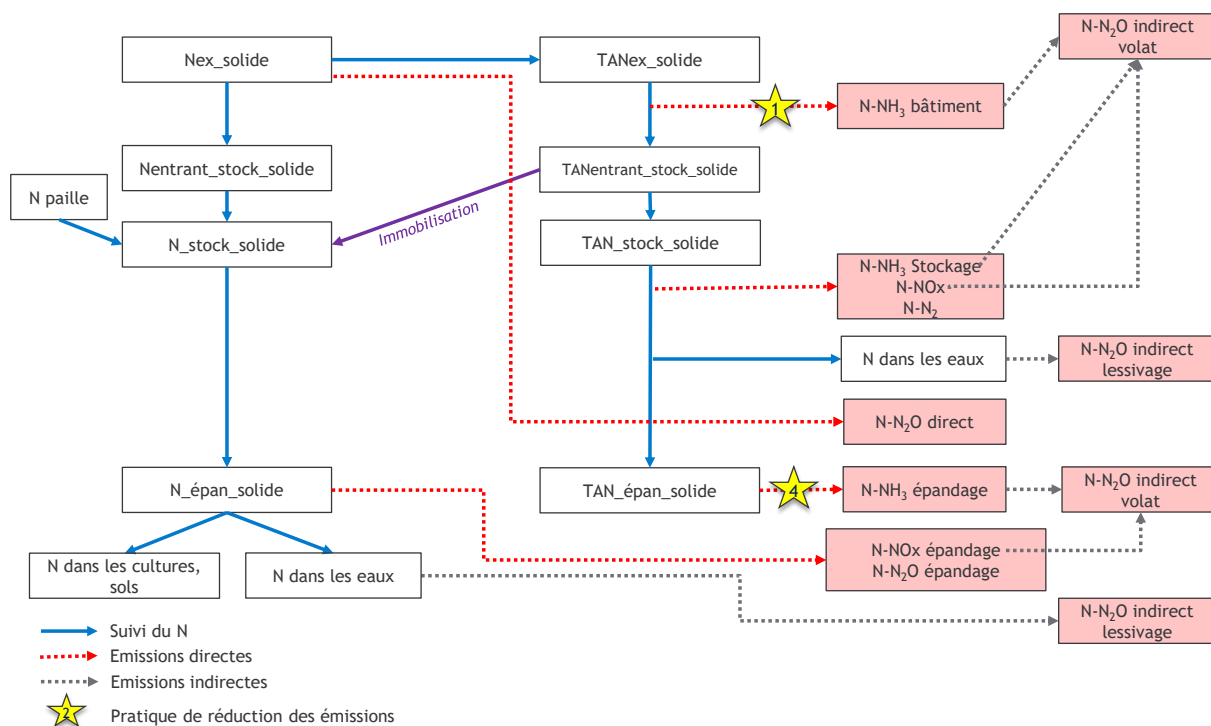 N-N₂O indirect
volat
Nex_solide
TANex_solide
1
N-NH₃ bâtiment
Nentrant_stock_solide
TANentrant_stock_solide
N paille
Immobilisation
N_stock_solide
TAN_stock_solide
N-NH₃ Stockage
N-NOx
N-N₂
N dans les eaux
N-N₂O indirect
lessivage
N-N₂O direct
N_épan_solide
TAN_épan_solide
4
N-NH₃ épandage
N-N₂O indirect
volat
N-NOx épandage
N-N₂O épandage
N dans les cultures,
sols
N dans les eaux
N-N₂O indirect
lessivage
Suivi du N
Emissions directes
Emissions indirectes
2
Pratique de réduction des émissions